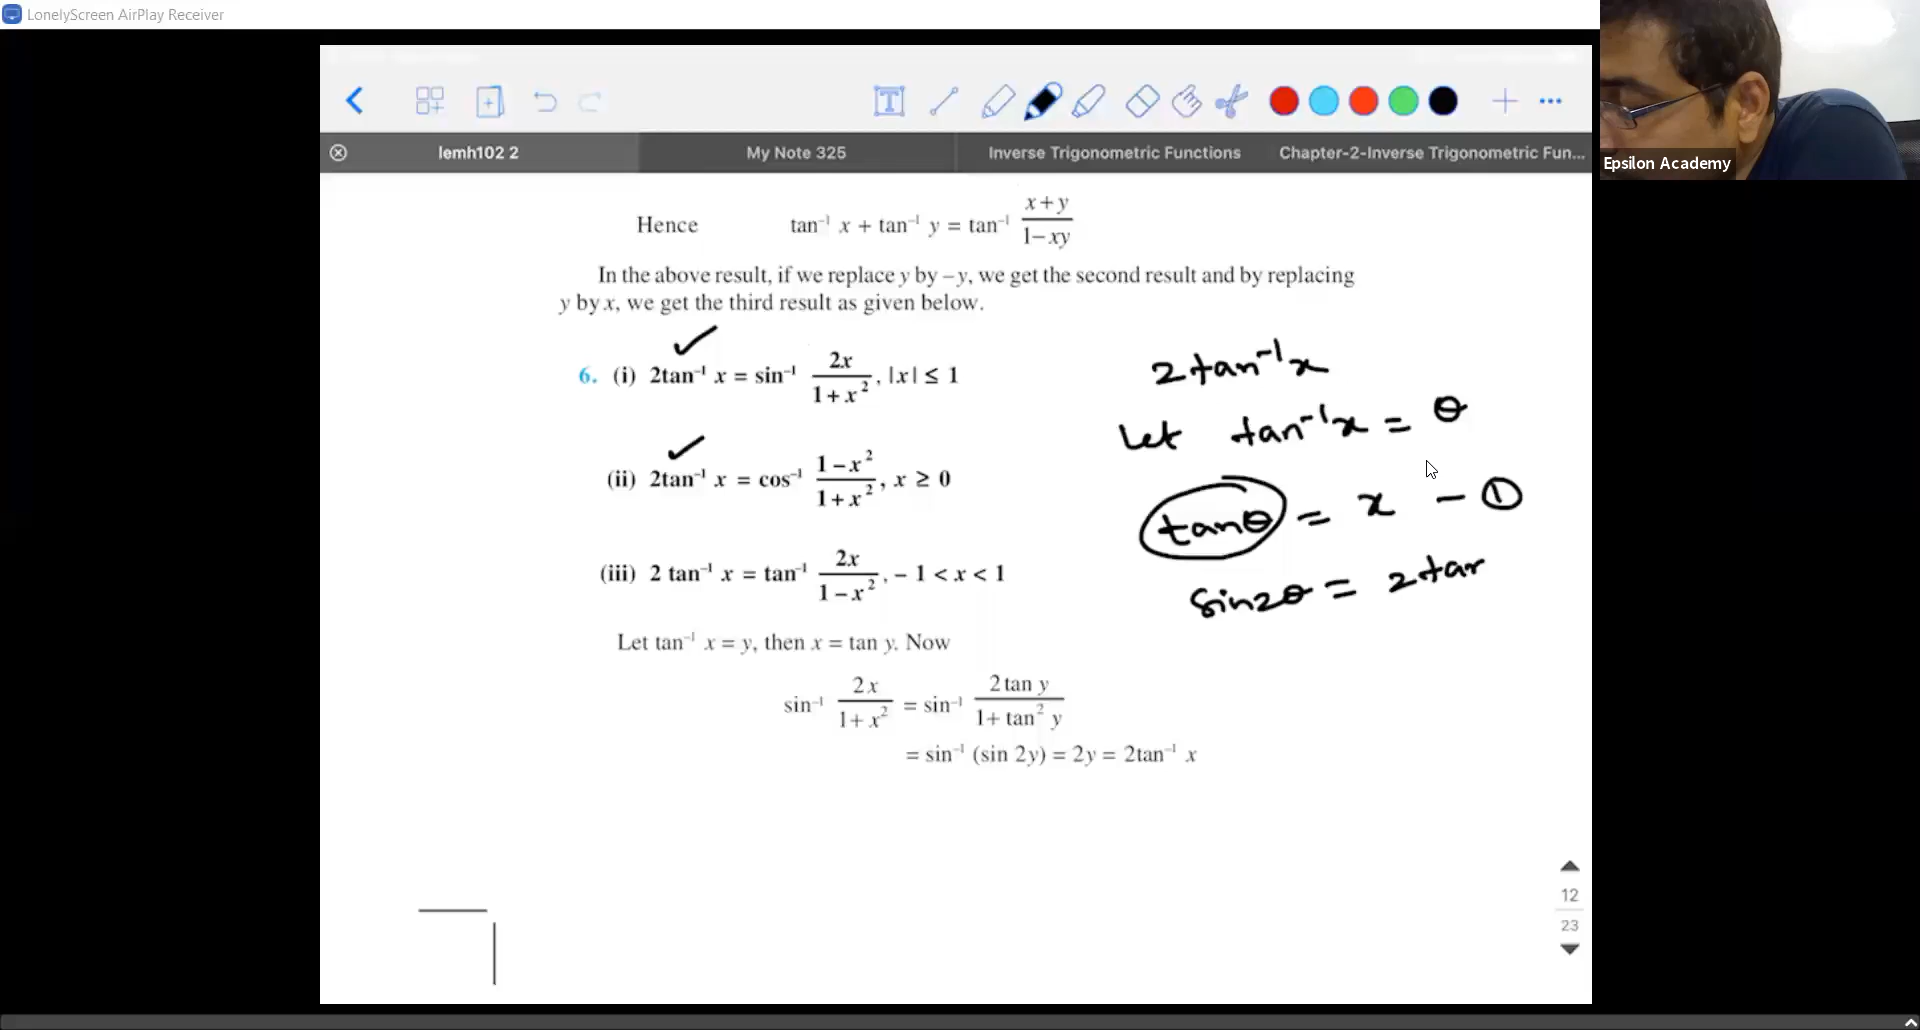 LonelyScreen AirPlay Receiver
T
lemh102 2
My Note 325
Inverse Trigonometric Functions
Chapter-2-Inverse Trigonometric Fun...
Epsilon Academy
Hence tan⁻¹ x + tan⁻¹ y = tan⁻¹ (x+y)/(1–xy)
In the above result, if we replace y by – y, we get the second result and by replacing
y by x, we get the third result as given below.
6. (i) 2tan⁻¹ x = sin⁻¹ 2x/(1+x²), |x| ≤ 1
(ii) 2tan⁻¹ x = cos⁻¹ (1–x²)/(1+x²), x ≥ 0
(iii) 2 tan⁻¹ x = tan⁻¹ 2x/(1–x²), – 1 < x < 1
Let tan⁻¹ x = y, then x = tan y. Now
sin⁻¹ 2x/(1+x²) = sin⁻¹ (2 tan y)/(1+ tan² y)
= sin⁻¹ (sin 2y) = 2y = 2tan⁻¹ x
2tan⁻¹x
Let tan⁻¹x = θ
tanθ = x – ①
sin2θ = 2tan
12
23